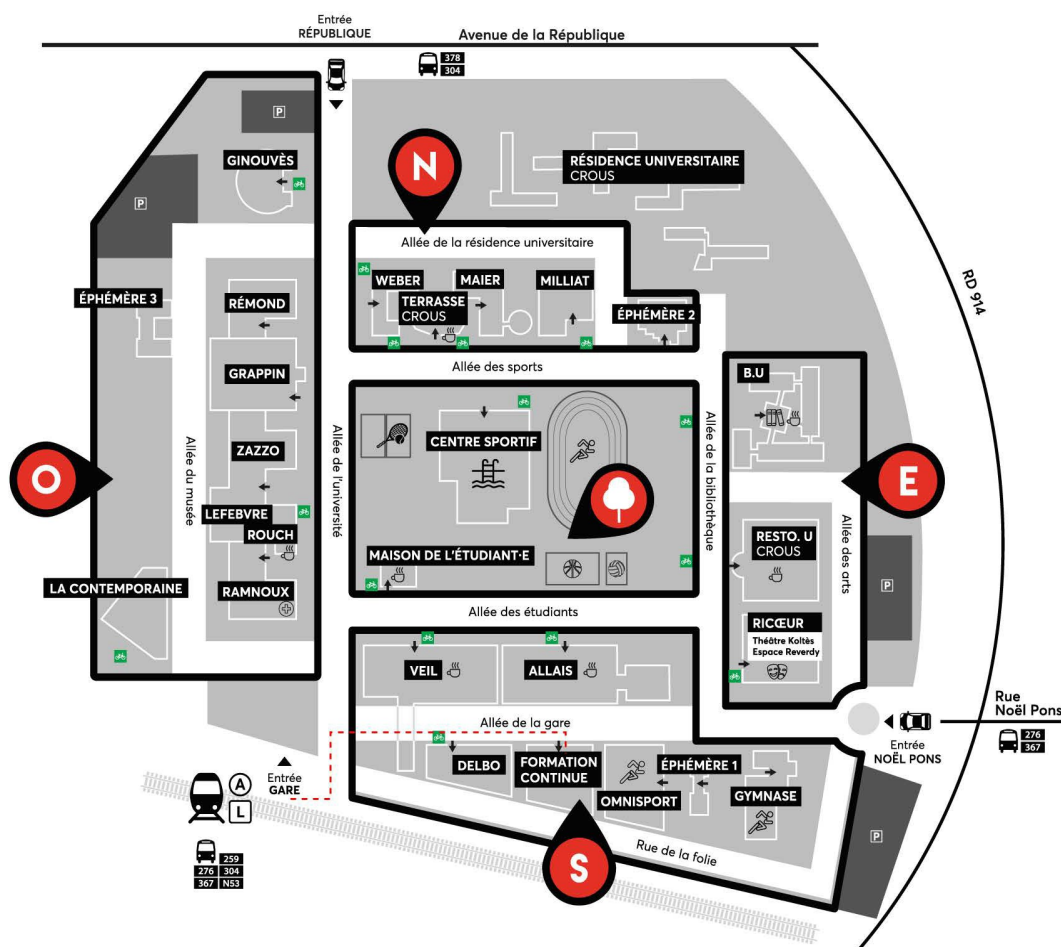 Entrée
RÉPUBLIQUE
Avenue de la République
378
304
P
GINOUVÈS
N
RÉSIDENCE UNIVERSITAIRE
CROUS
P
Allée de la résidence universitaire
RD 914
WEBER
MAIER
MILLIAT
TERRASSE
CROUS
ÉPHÉMÈRE 3
RÉMOND
ÉPHÉMÈRE 2
Allée des sports
GRAPPIN
B.U
CENTRE SPORTIF
ZAZZO
O
Allée du musée
Allée de l'université
Allée de la bibliothèque
E
LEFEBVRE
ROUCH
RESTO. U
CROUS
Allée des arts
MAISON DE L'ÉTUDIANT·E
P
LA CONTEMPORAINE
RAMNOUX
Allée des étudiants
RICŒUR
Théâtre Koltès
Espace Reverdy
VEIL
ALLAIS
Rue
Noël Pons
Allée de la gare
276
367
Entrée
NOËL PONS
DELBO
FORMATION
CONTINUE
ÉPHÉMÈRE 1
OMNISPORT
GYMNASE
Entrée
GARE
A
L
P
Rue de la folie
S
259
276 304
367 N53